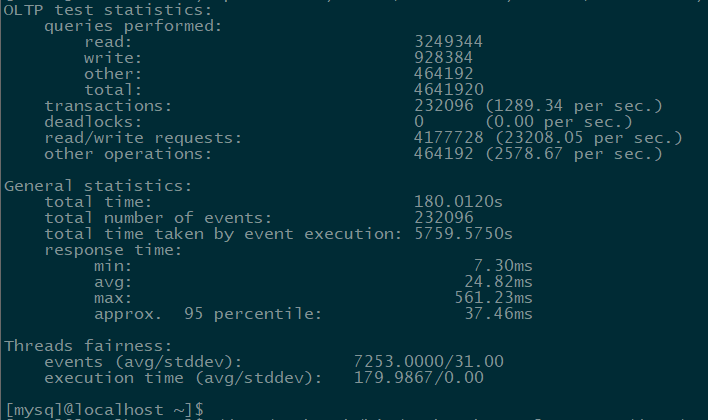 OLTP test statistics:
    queries performed:
        read:                            3249344
        write:                           928384
        other:                           464192
        total:                           4641920
    transactions:                        232096 (1289.34 per sec.)
    deadlocks:                           0      (0.00 per sec.)
    read/write requests:                 4177728 (23208.05 per sec.)
    other operations:                    464192 (2578.67 per sec.)
General statistics:
    total time:                          180.0120s
    total number of events:              232096
    total time taken by event execution: 5759.5750s
    response time:
         min:                                  7.30ms
         avg:                                 24.82ms
         max:                                561.23ms
         approx.  95 percentile:              37.46ms
Threads fairness:
    events (avg/stddev):           7253.0000/31.00
    execution time (avg/stddev):   179.9867/0.00
[mysql@localhost ~]$